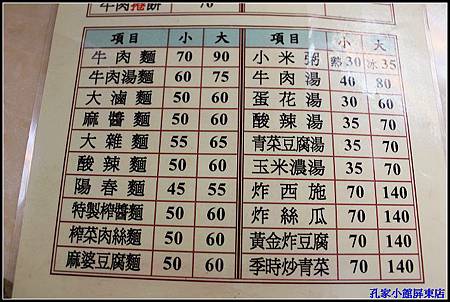 牛肉捲餅 70
項目 小 大 項目 小 大
牛肉麵 70 90 小米粥 熱30 冰35
牛肉湯麵 60 75 牛肉湯 40 80
大滷麵 50 60 蛋花湯 30 60
麻醬麵 50 60 酸辣湯 35 70
大雜麵 55 65 青菜豆腐湯 35 70
酸辣麵 50 60 玉米濃湯 35 70
陽春麵 45 55 炸西施 70 140
特製榨醬麵 50 60 炸絲瓜 70 140
榨菜肉絲麵 50 60 黃金炸豆腐 70 140
麻婆豆腐麵 50 60 季時炒青菜 70 140
孔家小館屏東店